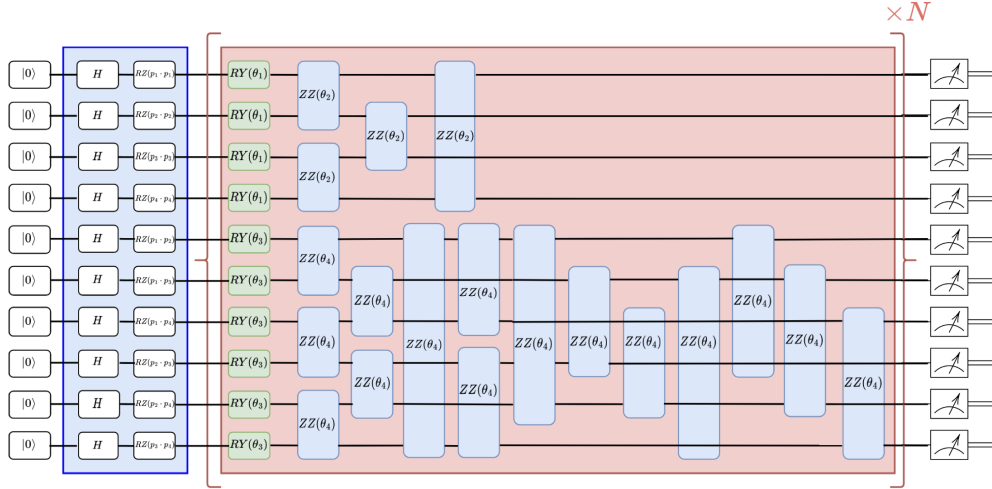 ×N
|0⟩ H RZ(p₁ · p₁) RY(θ₁)
ZZ(θ₂)
|0⟩ H RZ(p₂ · p₂) RY(θ₁)
ZZ(θ₂) ZZ(θ₂)
|0⟩ H RZ(p₃ · p₃) RY(θ₁)
ZZ(θ₂)
|0⟩ H RZ(p₄ · p₄) RY(θ₁)
|0⟩ H RZ(p₁ · p₂) RY(θ₃)
ZZ(θ₄)
|0⟩ H RZ(p₁ · p₃) RY(θ₃)
ZZ(θ₄) ZZ(θ₄) ZZ(θ₄)
|0⟩ H RZ(p₁ · p₄) RY(θ₃)
ZZ(θ₄) ZZ(θ₄) ZZ(θ₄) ZZ(θ₄) ZZ(θ₄) ZZ(θ₄) ZZ(θ₄)
|0⟩ H RZ(p₂ · p₃) RY(θ₃)
ZZ(θ₄) ZZ(θ₄) ZZ(θ₄)
|0⟩ H RZ(p₂ · p₄) RY(θ₃)
ZZ(θ₄)
|0⟩ H RZ(p₃ · p₄) RY(θ₃)